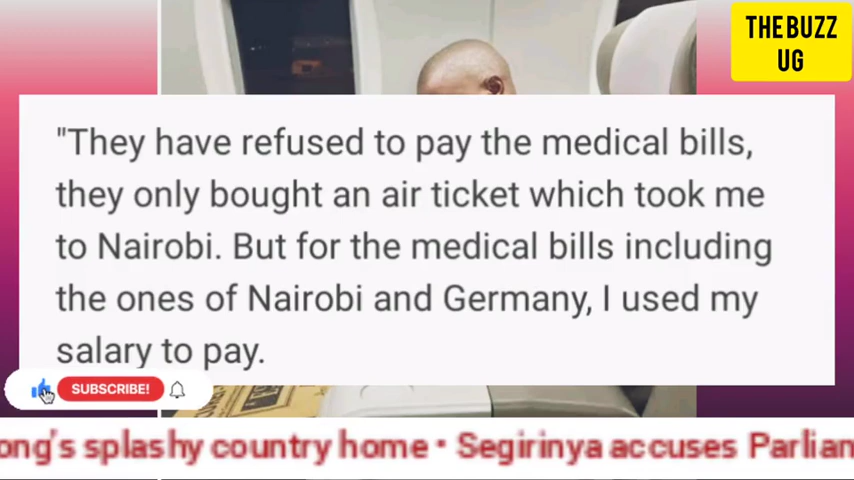 THE BUZZ
UG
"They have refused to pay the medical bills,
they only bought an air ticket which took me
to Nairobi. But for the medical bills including
the ones of Nairobi and Germany, I used my
salary to pay.
SUBSCRIBE!
ong's splashy country home • Segirinya accuses Parliam